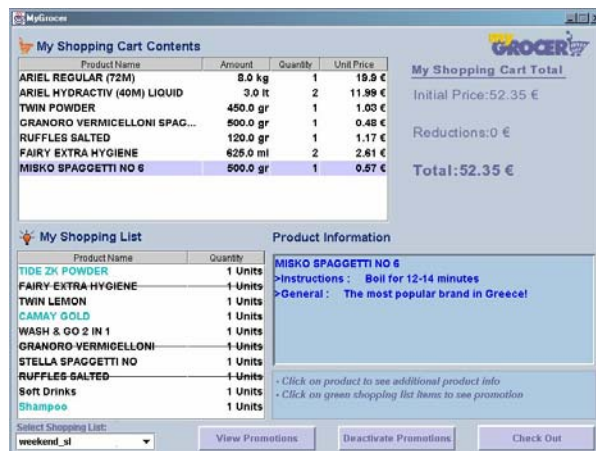 MyGrocer
My Shopping Cart Contents
Product Name Amount Quantity Unit Price
ARIEL REGULAR (72M) 8.0 kg 1 19.9 €
ARIEL HYDRACTIV (40M) LIQUID 3.0 lt 2 11.99 €
TWIN POWDER 450.0 gr 1 1.03 €
GRANORO VERMICELLONI SPAG... 500.0 gr 1 0.48 €
RUFFLES SALTED 120.0 gr 1 1.17 €
FAIRY EXTRA HYGIENE 625.0 ml 2 2.61 €
MISKO SPAGGETTI NO 6 500.0 gr 1 0.57 €
GROCER
My Shopping Cart Total
Initial Price:52.35 €
Reductions:0 €
Total:52.35 €
My Shopping List
Product Name Quantity
TIDE ZK POWDER 1 Units
FAIRY EXTRA HYGIENE 1 Units
TWIN LEMON 1 Units
CAMAY GOLD 1 Units
WASH & GO 2 IN 1 1 Units
GRANORO VERMICELLONI 1 Units
STELLA SPAGGETTI NO 1 Units
RUFFLES SALTED 1 Units
Soft Drinks 1 Units
Shampoo 1 Units
Select Shopping List:
weekend_sl
Product Information
MISKO SPAGGETTI NO 6
>Instructions : Boil for 12-14 minutes
>General : The most popular brand in Greece!
- Click on product to see additional product info
- Click on green shopping list items to see promotion
View Promotions Deactivate Promotions Check Out